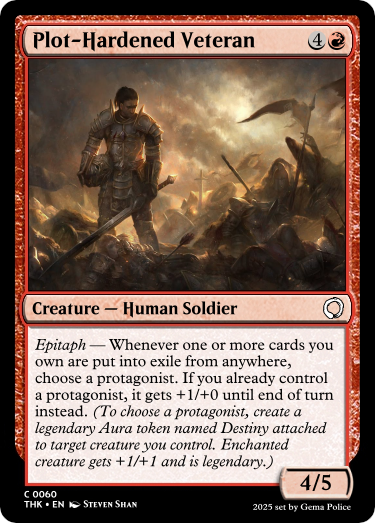 Plot-Hardened Veteran 4
Creature — Human Soldier
Epitaph — Whenever one or more cards you
own are put into exile from anywhere,
choose a protagonist. If you already control
a protagonist, it gets +1/+0 until end of turn
instead. (To choose a protagonist, create a
legendary Aura token named Destiny attached
to target creature you control. Enchanted
creature gets +1/+1 and is legendary.)
4/5
C 0060
THK • EN Steven Shan
2025 set by Gema Police